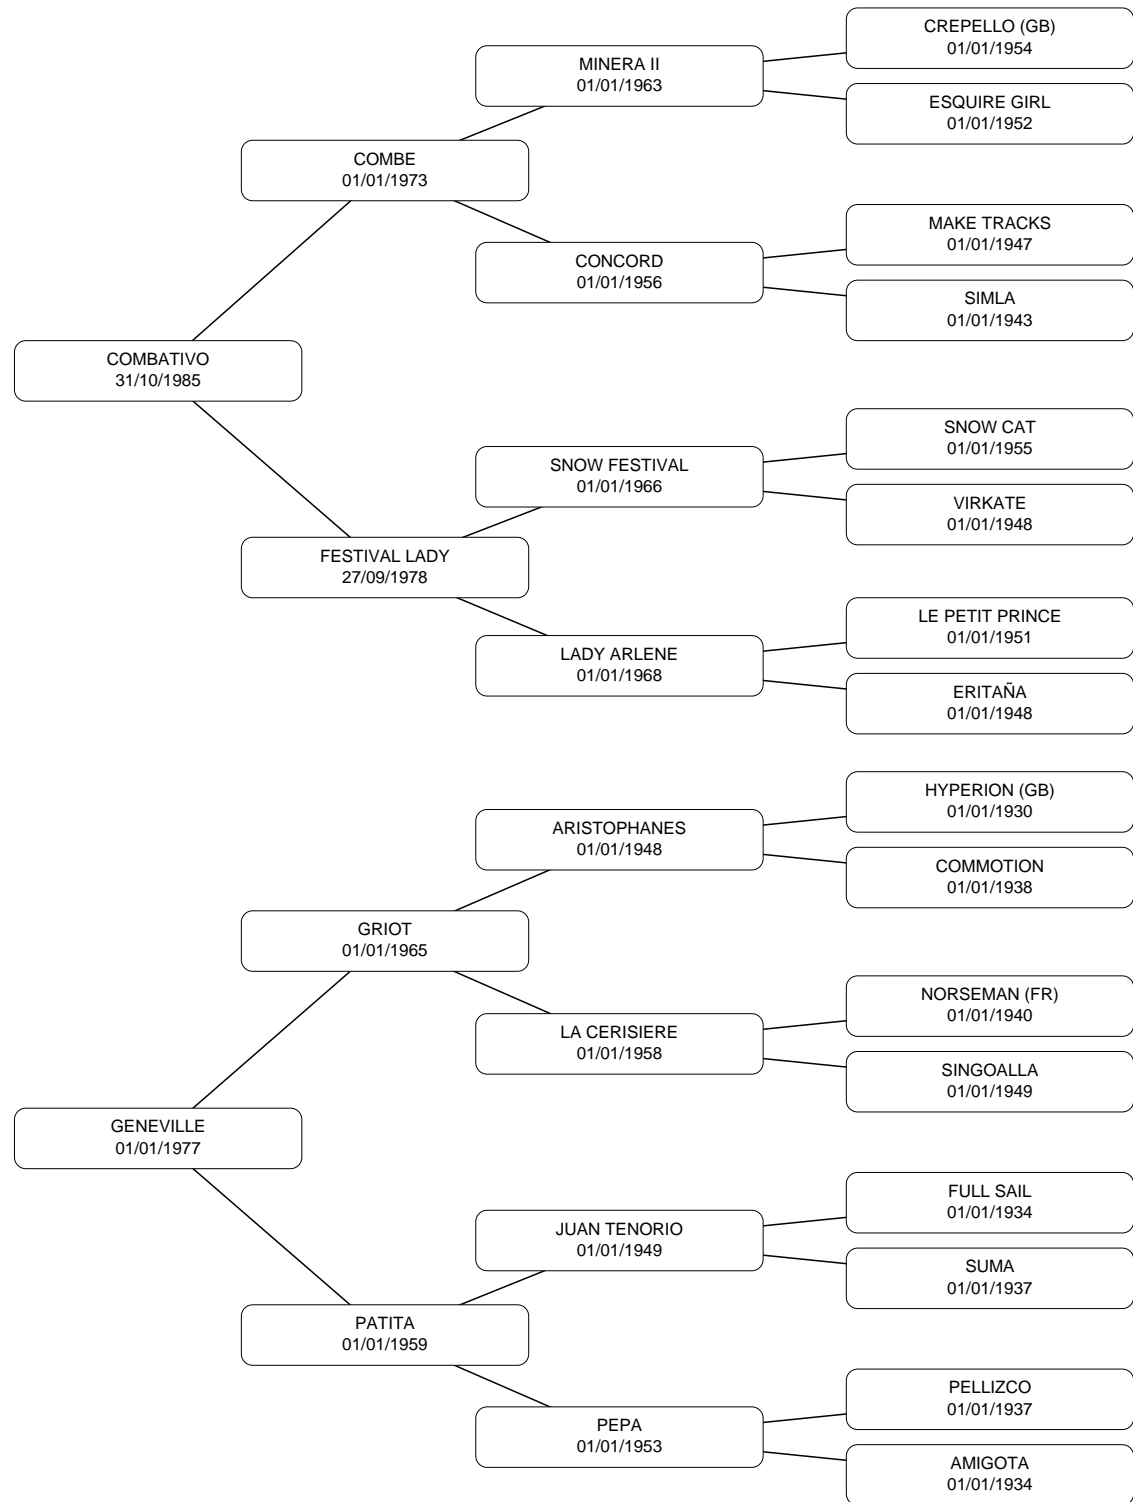 CREPELLO (GB)
01/01/1954
MINERA II
01/01/1963
ESQUIRE GIRL
01/01/1952
COMBE
01/01/1973
MAKE TRACKS
01/01/1947
CONCORD
01/01/1956
SIMLA
01/01/1943
COMBATIVO
31/10/1985
SNOW CAT
01/01/1955
SNOW FESTIVAL
01/01/1966
VIRKATE
01/01/1948
FESTIVAL LADY
27/09/1978
LE PETIT PRINCE
01/01/1951
LADY ARLENE
01/01/1968
ERITAÑA
01/01/1948
HYPERION (GB)
01/01/1930
ARISTOPHANES
01/01/1948
COMMOTION
01/01/1938
GRIOT
01/01/1965
NORSEMAN (FR)
01/01/1940
LA CERISIERE
01/01/1958
SINGOALLA
01/01/1949
GENEVILLE
01/01/1977
FULL SAIL
01/01/1934
JUAN TENORIO
01/01/1949
SUMA
01/01/1937
PATITA
01/01/1959
PELLIZCO
01/01/1937
PEPA
01/01/1953
AMIGOTA
01/01/1934